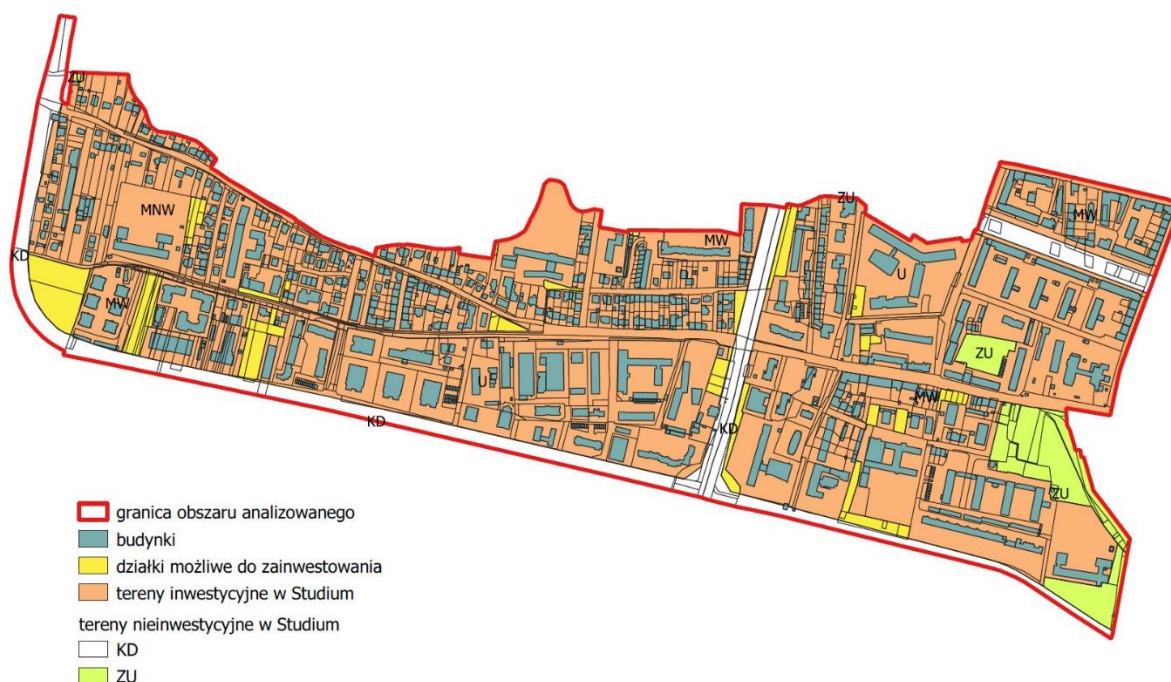 ZU
MNW
KD
MW
MW
ZU
MW
U
ZU
MW
U
KD
KD
ZU
granica obszaru analizowanego
budynki
działki możliwe do zainwestowania
tereny inwestycyjne w Studium
tereny nieinwestycyjne w Studium
KD
ZU